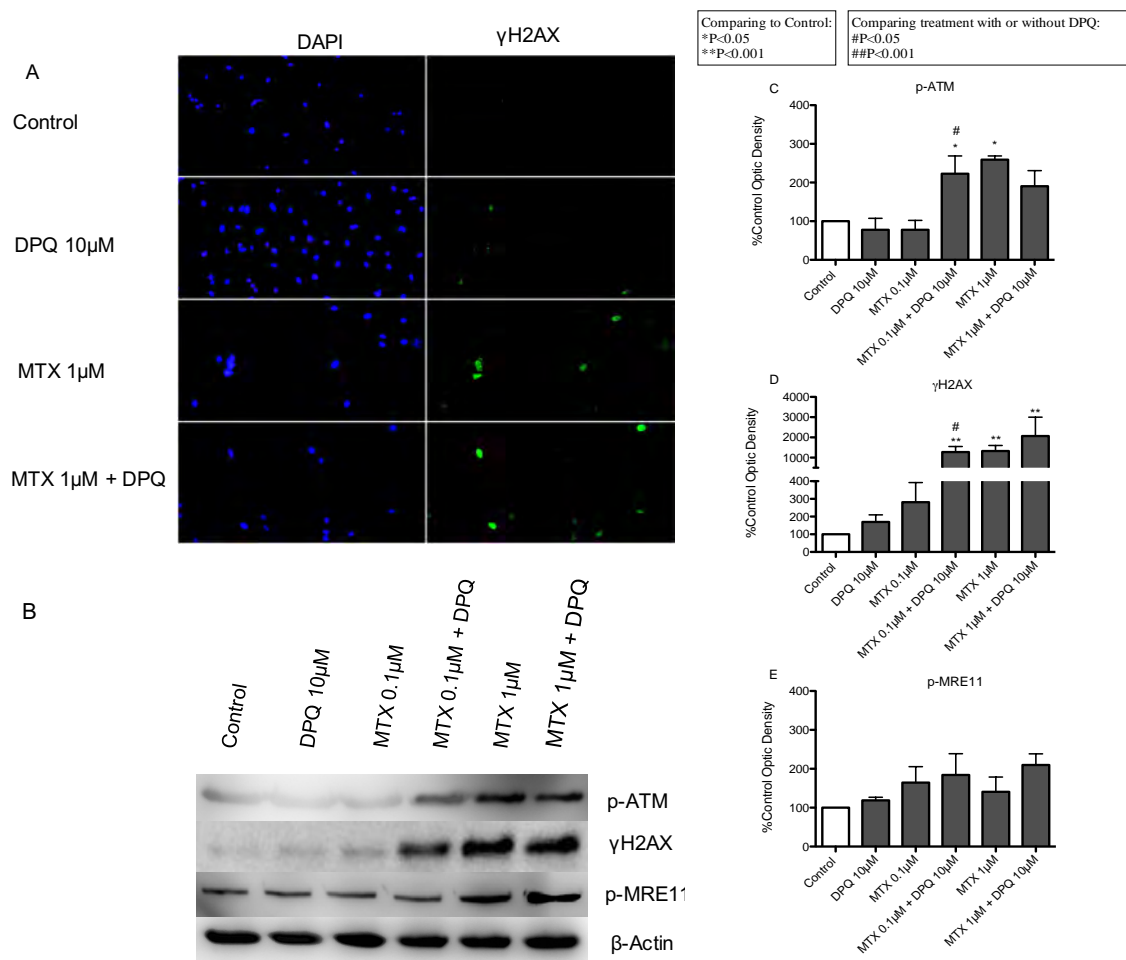 A
DAPI
γH2AX
Control
DPQ 10µM
MTX 1µM
MTX 1µM + DPQ
B
Control
DPQ 10µM
MTX 0.1µM
MTX 0.1µM + DPQ
MTX 1µM
MTX 1µM + DPQ
p-ATM
γH2AX
p-MRE11
β-Actin
Comparing to Control:
*P<0.05
**P<0.001
Comparing treatment with or without DPQ:
#P<0.05
##P<0.001
C
p-ATM
%Control Optic Density
400
300
200
100
0
#
*
*
Control
DPQ 10µM
MTX 0.1µM
MTX 0.1µM + DPQ 10µM
MTX 1µM
MTX 1µM + DPQ 10µM
D
γH2AX
%Control Optic Density
4000
3000
2000
1000
400
300
200
100
0
#
**
**
**
Control
DPQ 10µM
MTX 0.1µM
MTX 0.1µM + DPQ 10µM
MTX 1µM
MTX 1µM + DPQ 10µM
E
p-MRE11
%Control Optic Density
400
300
200
100
0
Control
DPQ 10µM
MTX 0.1µM
MTX 0.1µM + DPQ 10µM
MTX 1µM
MTX 1µM + DPQ 10µM